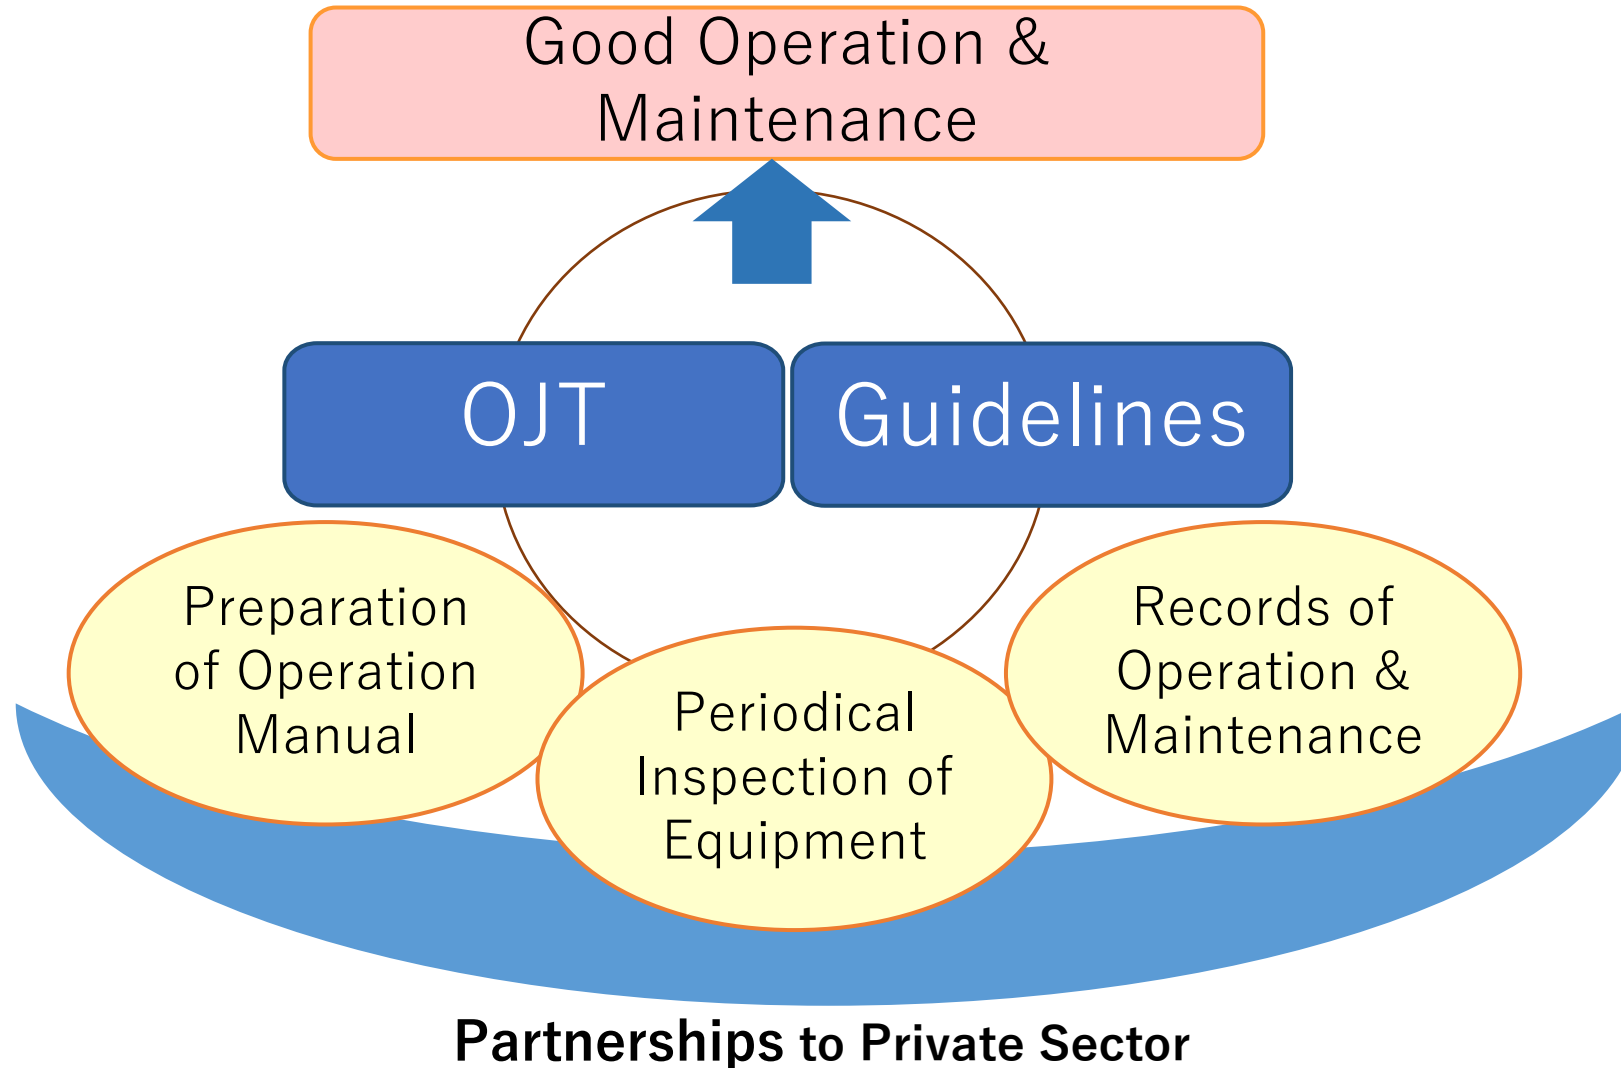 Good Operation &
Maintenance
OJT
Guidelines
Preparation
of Operation
Manual
Periodical
Inspection of
Equipment
Records of
Operation &
Maintenance
Partnerships to Private Sector